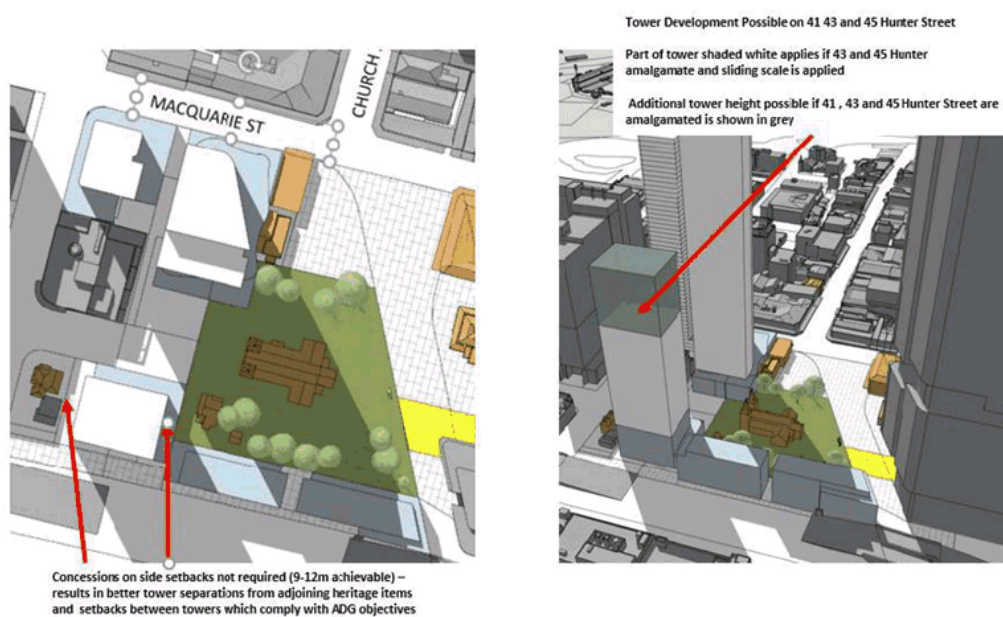 Tower Development Possible on 41 43 and 45 Hunter Street
Part of tower shaded white applies if 43 and 45 Hunter
amalgamate and sliding scale is applied
Additional tower height possible if 41 , 43 and 45 Hunter Street are
amalgamated is shown in grey
MACQUARIE ST
CHURCH
Concessions on side setbacks not required (9-12m achievable) –
results in better tower separations from adjoining heritage items
and setbacks between towers which comply with ADG objectives